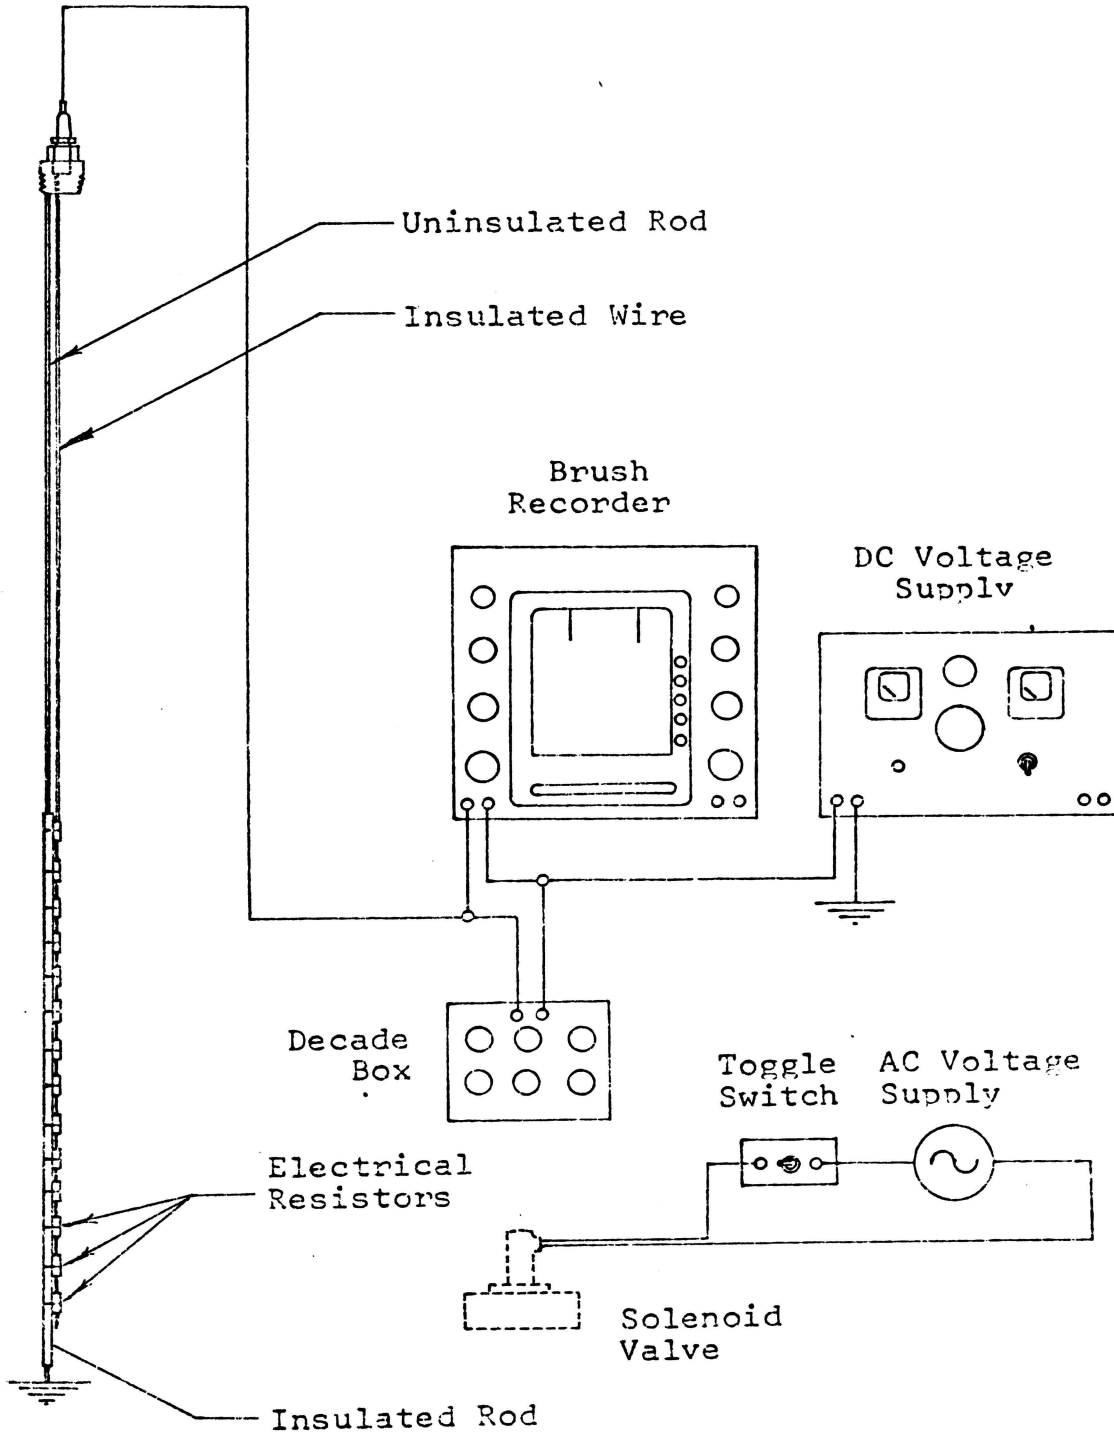 Uninsulated Rod
Insulated Wire
Brush
Recorder
DC Voltage
Supply
Decade
Box
Toggle
Switch
AC Voltage
Supply
Electrical
Resistors
Solenoid
Valve
Insulated Rod